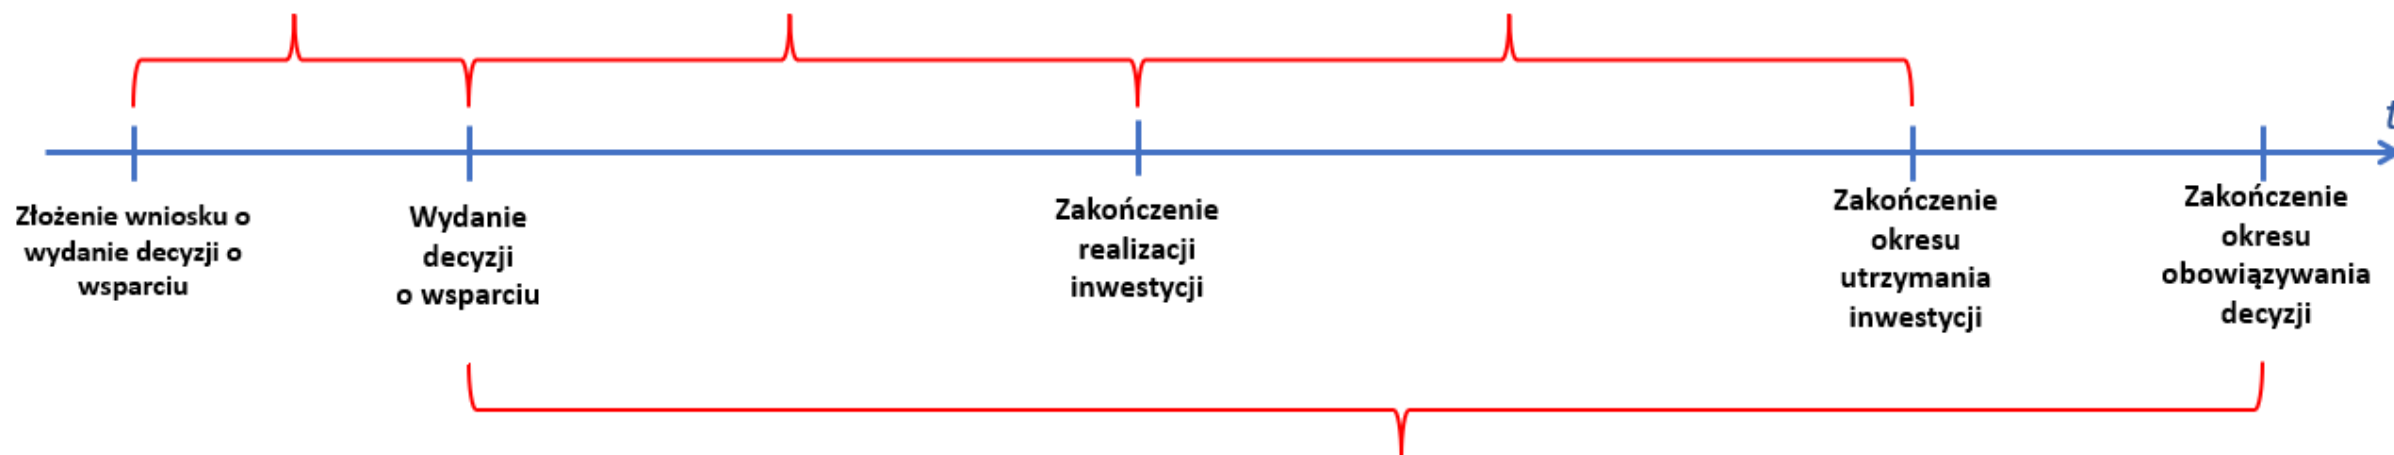 t
Złożenie wniosku o
wydanie decyzji o
wsparciu
Wydanie
decyzji
o wsparciu
Zakończenie
realizacji
inwestycji
Zakończenie
okresu
utrzymania
inwestycji
Zakończenie
okresu
obowiązywania
decyzji